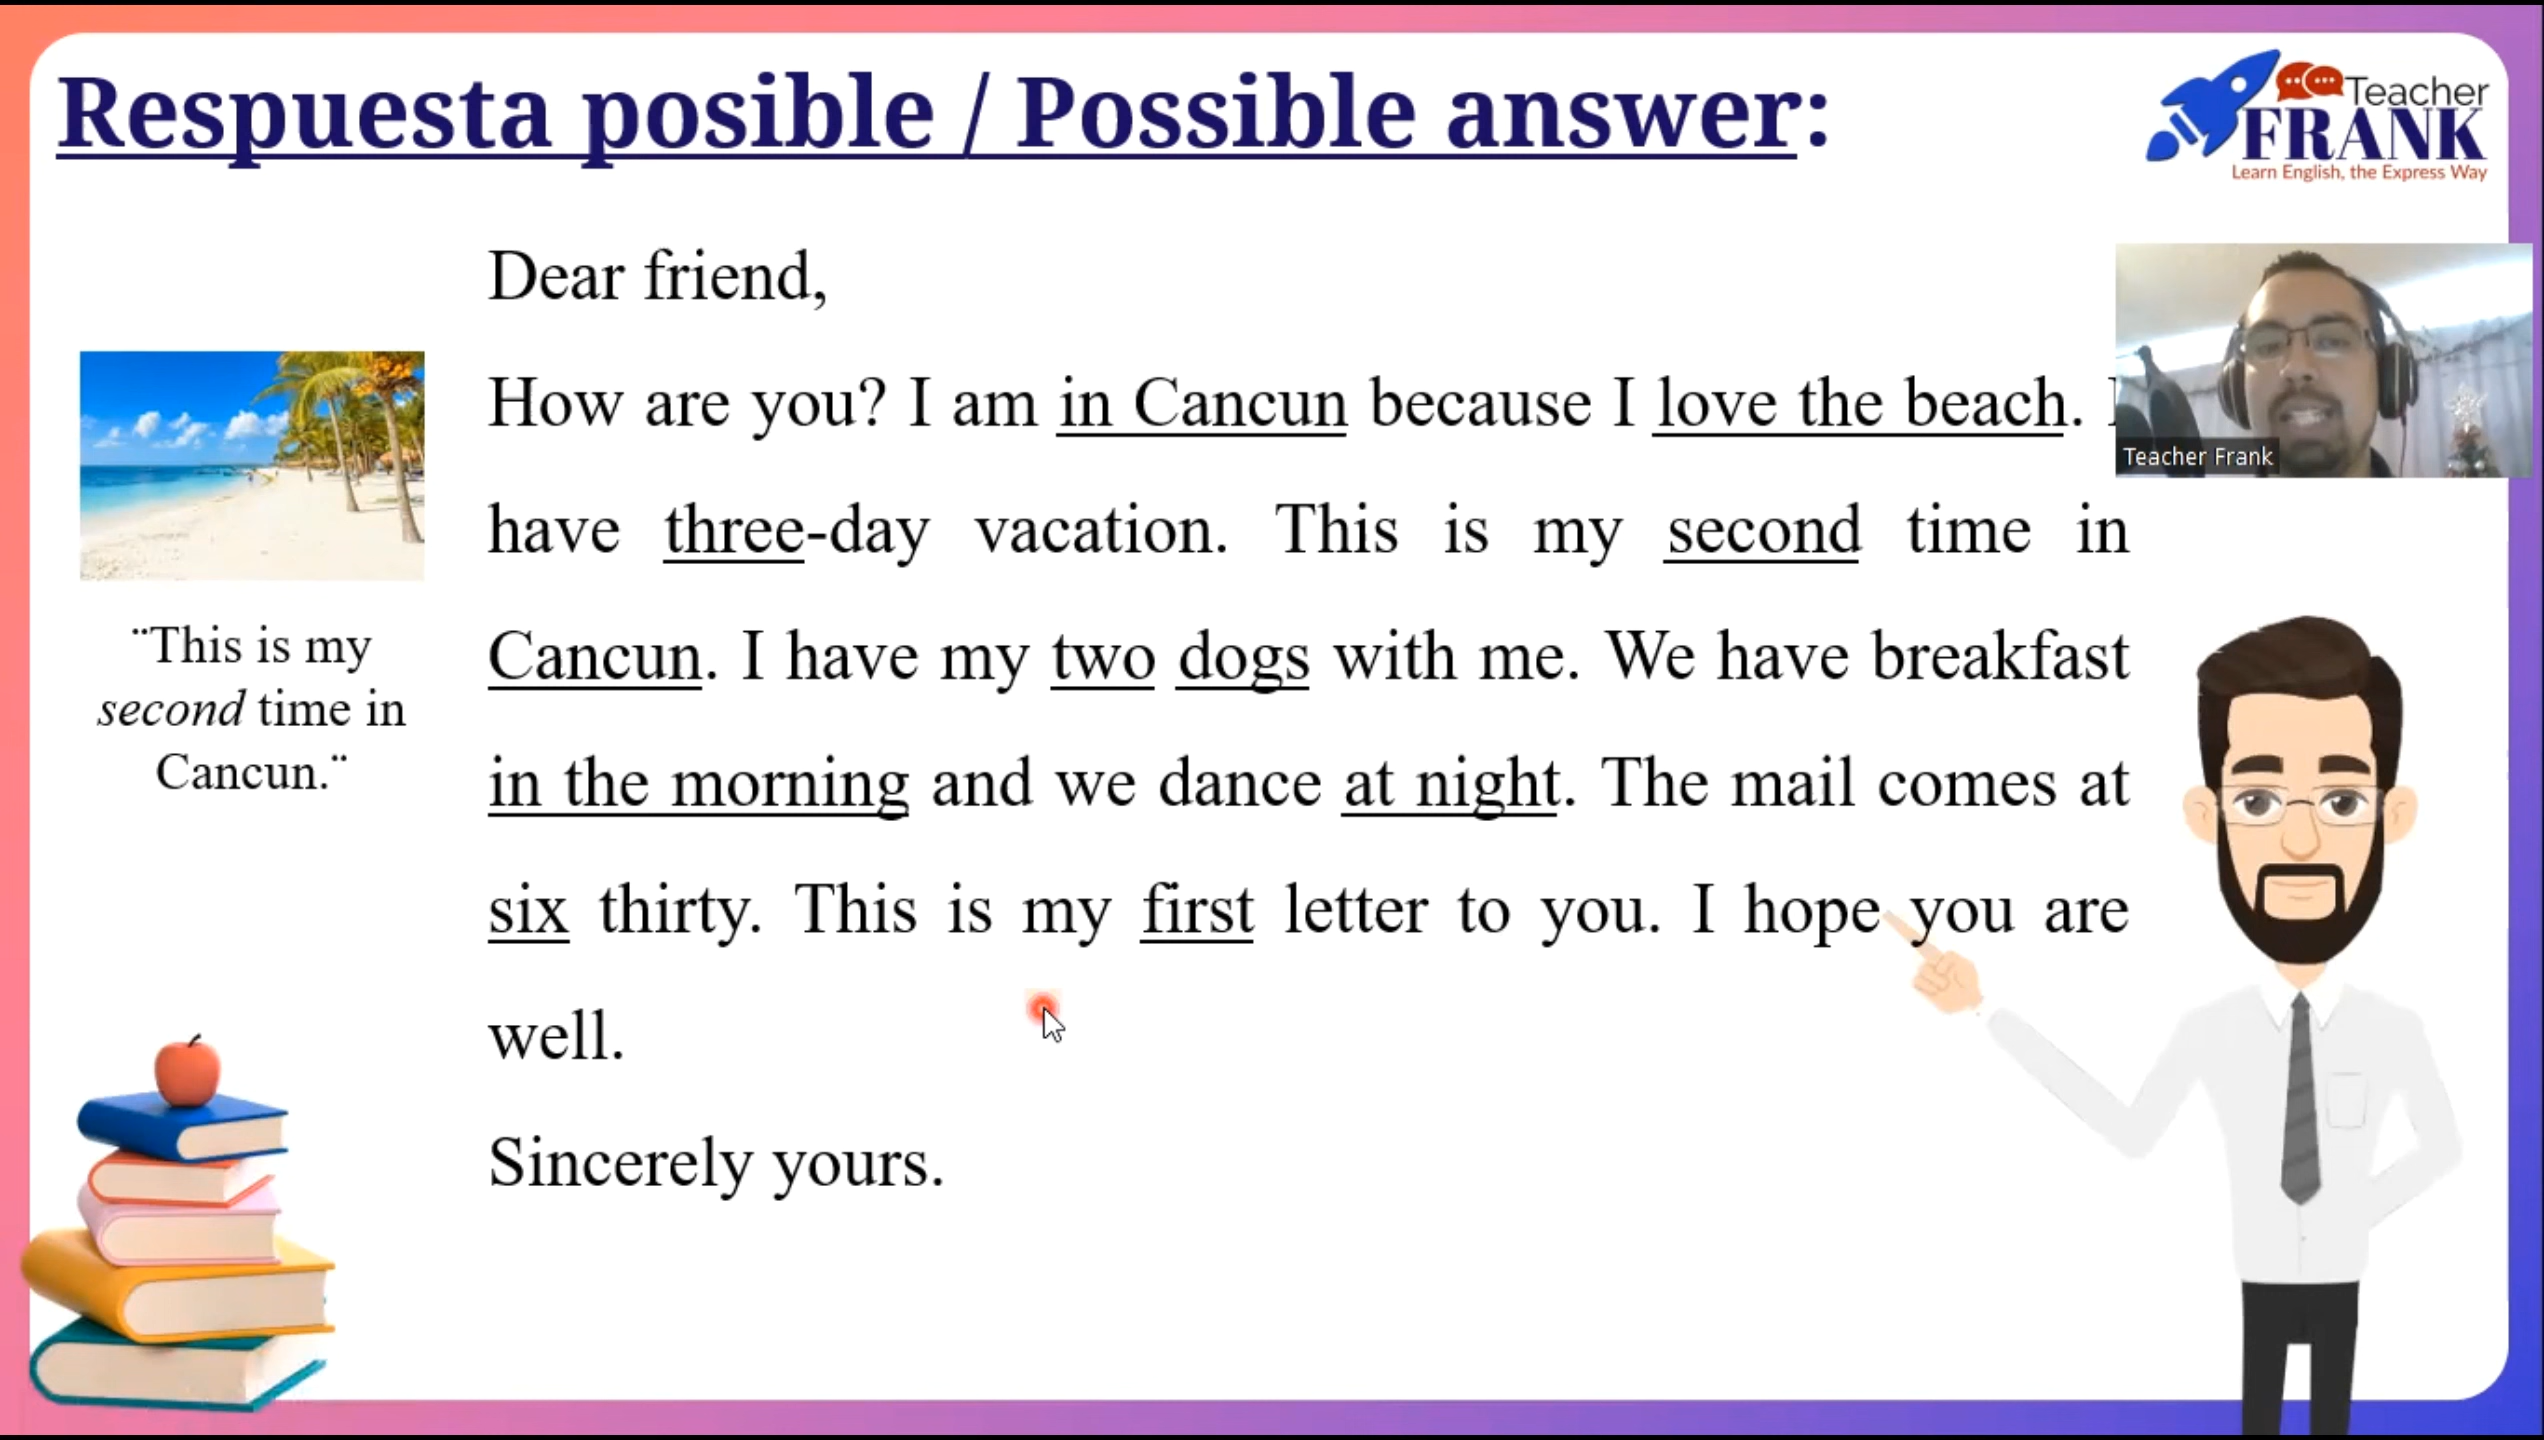 Respuesta posible / Possible answer:
Teacher
FRANK
Learn English, the Express Way
Dear friend,
How are you? I am in Cancun because I love the beach. I
have three-day vacation. This is my second time in
Cancun. I have my two dogs with me. We have breakfast
in the morning and we dance at night. The mail comes at
six thirty. This is my first letter to you. I hope you are
well.
Sincerely yours.
¨This is my
second time in
Cancun.¨
Teacher Frank